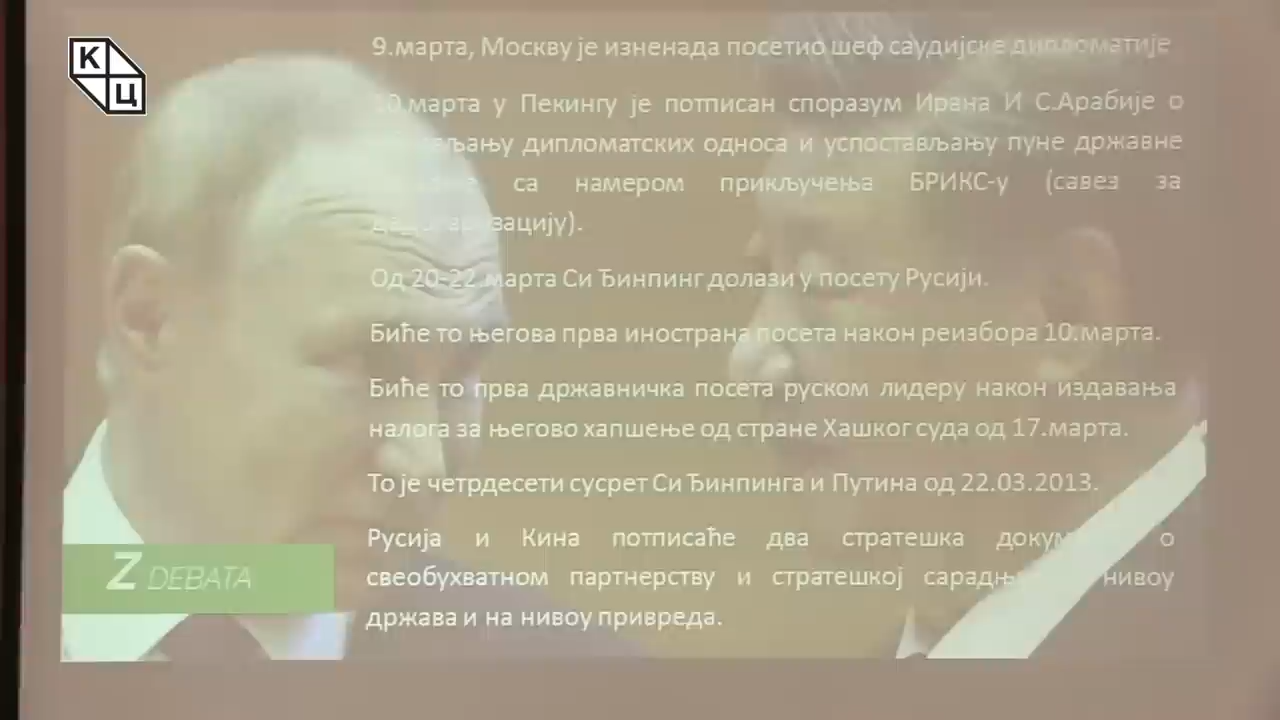 К
Ц
9.марта, Москву је изненада посетио шеф саудијске дипломатије
10.марта у Пекингу је потписан споразум Ирана И С.Арабије о
дипломатских односа и успостављању пуне државне
са намером прикључења БРИКС-у (савез за
Од 20-22.марта Си Ђинпинг долази у посету Русији.
Биће то његова прва инострана посета након реизбора 10.марта.
Биће то прва државничка посета руском лидеру након издавања
налога за његово хапшење од стране Хашког суда од 17.марта.
То је четрдесети сусрет Си Ђинпинга и Путина од 22.03.2013.
Русија и Кина потписаће два стратешка о
свеобухватном партнерству и стратешкој нивоу
држава и на нивоу привреда.
Z DEBATA